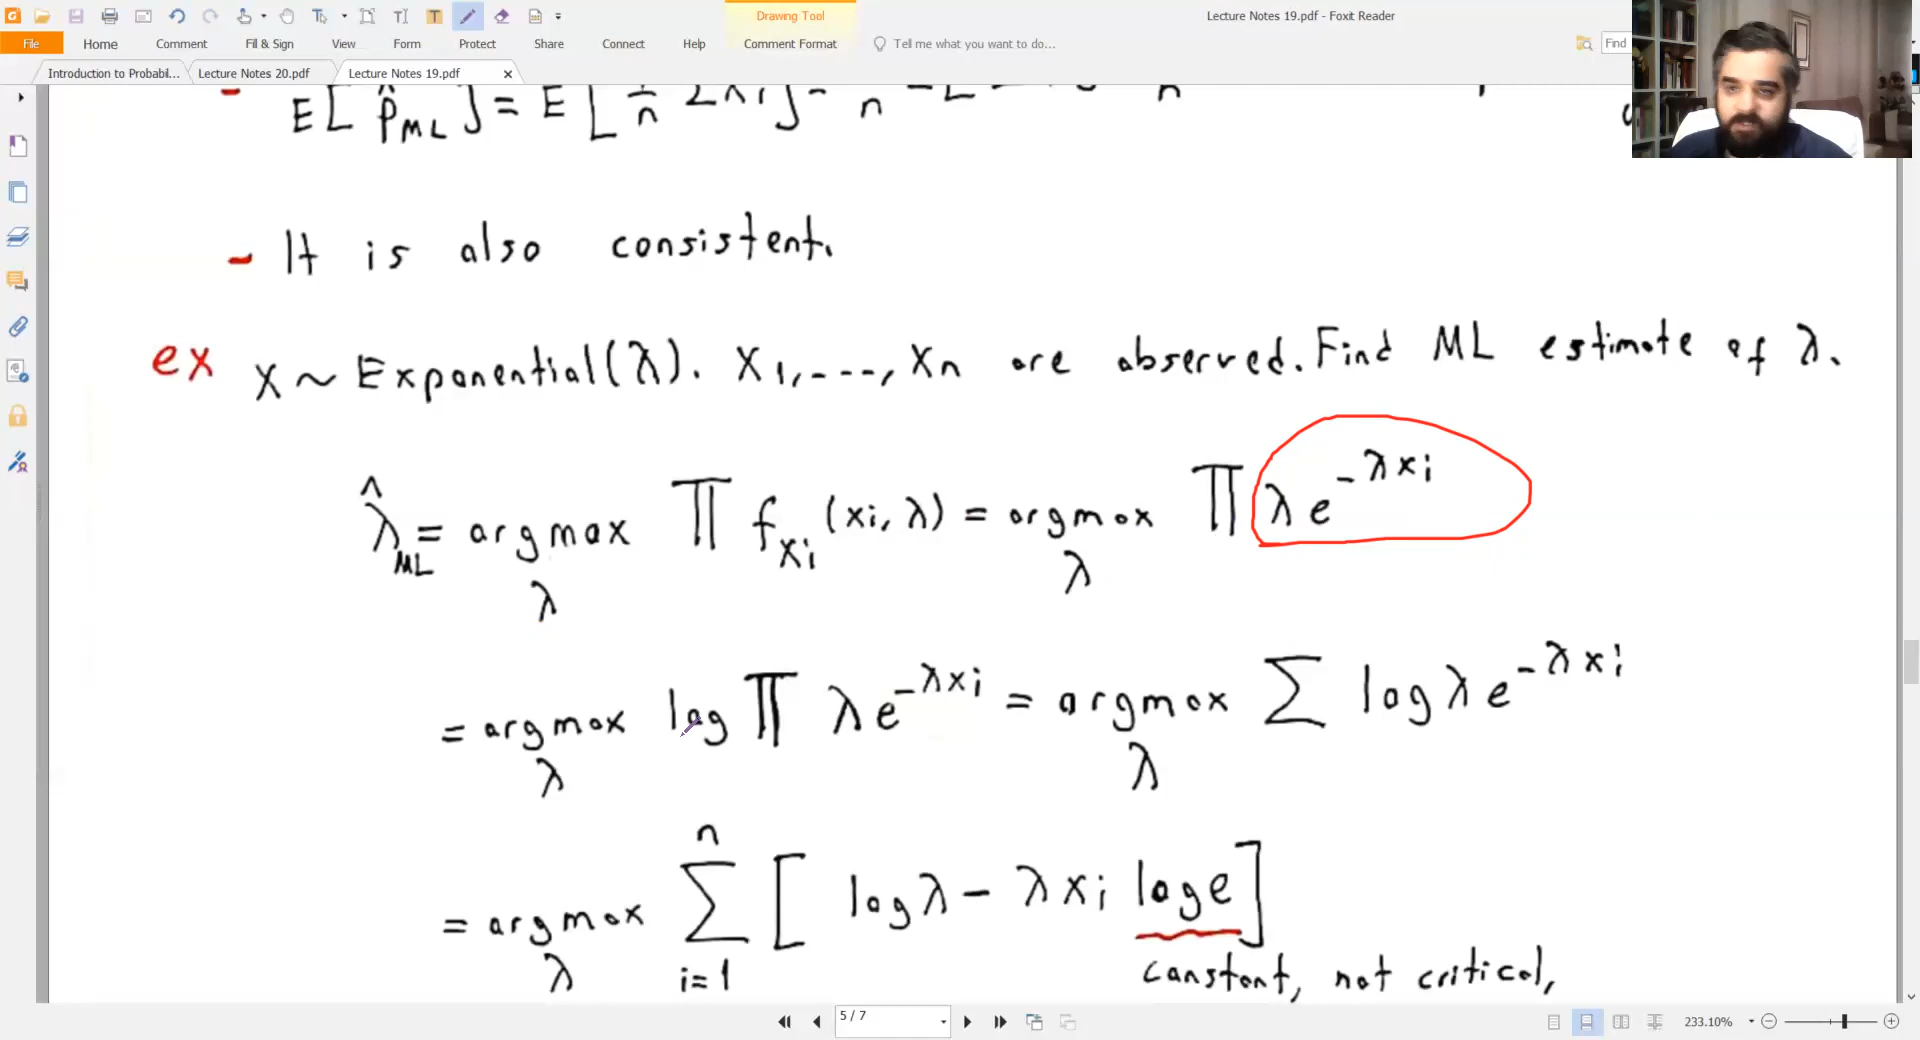 Drawing Tool
Lecture Notes 19.pdf - Foxit Reader
File Home Comment Fill & Sign View Form Protect Share Connect Help Comment Format Tell me what you want to do... Find
Introduction to Probabil... Lecture Notes 20.pdf Lecture Notes 19.pdf
E[p̂ML] = E[
- It is also consistent.
ex X ~ Exponential(λ). X1, ----, Xn are observed. Find ML estimate of λ.
λ̂ML = argmax λ ∏ fXi (xi, λ) = argmax λ ∏ λe^-λxi
= argmax λ log ∏ λe^-λxi = argmax λ Σ log λe^-λxi
= argmax λ Σ i=1 n [ logλ - λxi loge ]
constant, not critical,
5 / 7
233.10%